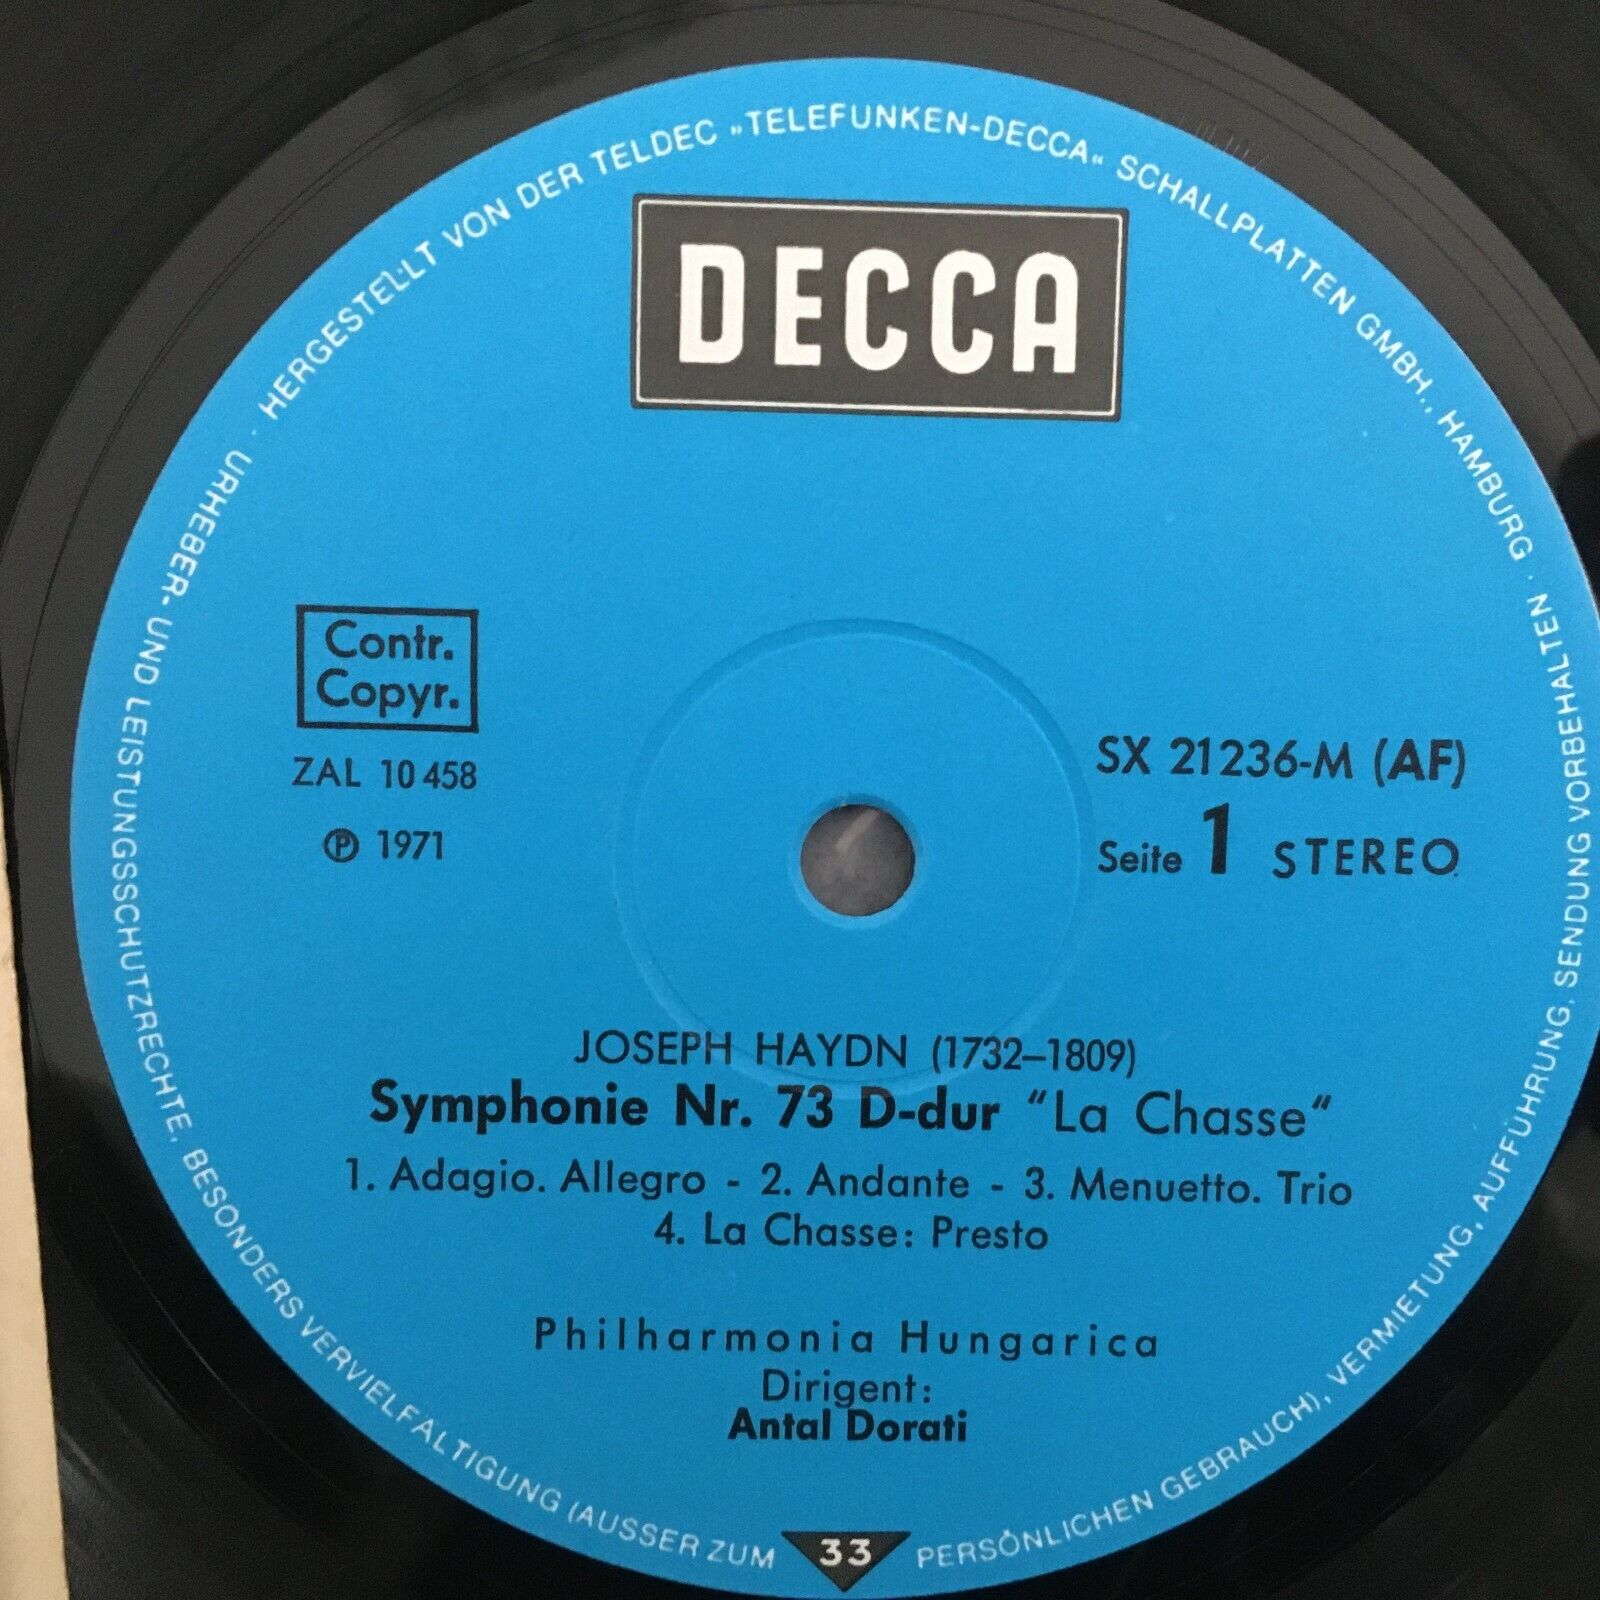 HERGESTELLT VON DER TELDEC »TELEFUNKEN-DECCA« SCHALLPLATTEN GMBH., HAMBURG · URHEBER- UND LEISTUNGSSCHUTZRECHTE, BESONDERS VERVIELFÄLTIGUNG (AUSSER ZUM PERSÖNLICHEN GEBRAUCH), VERMIETUNG, AUFFÜHRUNG, SENDUNG VORBEHALTEN ·
DECCA
Contr.
Copyr.
ZAL 10 458
℗ 1971
SX 21236-M (AF)
Seite 1 STEREO
JOSEPH HAYDN (1732–1809)
Symphonie Nr. 73 D-dur "La Chasse"
1. Adagio. Allegro - 2. Andante - 3. Menuetto. Trio
4. La Chasse: Presto
Philharmonia Hungarica
Dirigent:
Antal Dorati
33